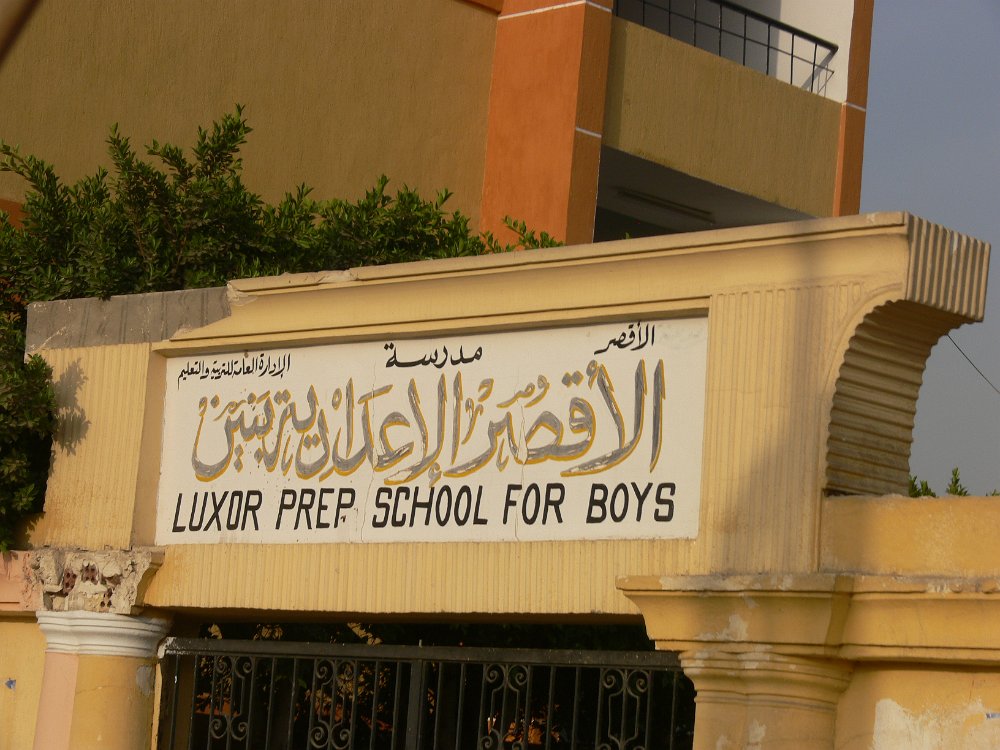 الأقصر
مدرسة
الإدارة العامة للتربية والتعليم
الأقصر الإعدادية بنين
LUXOR PREP. SCHOOL FOR BOYS